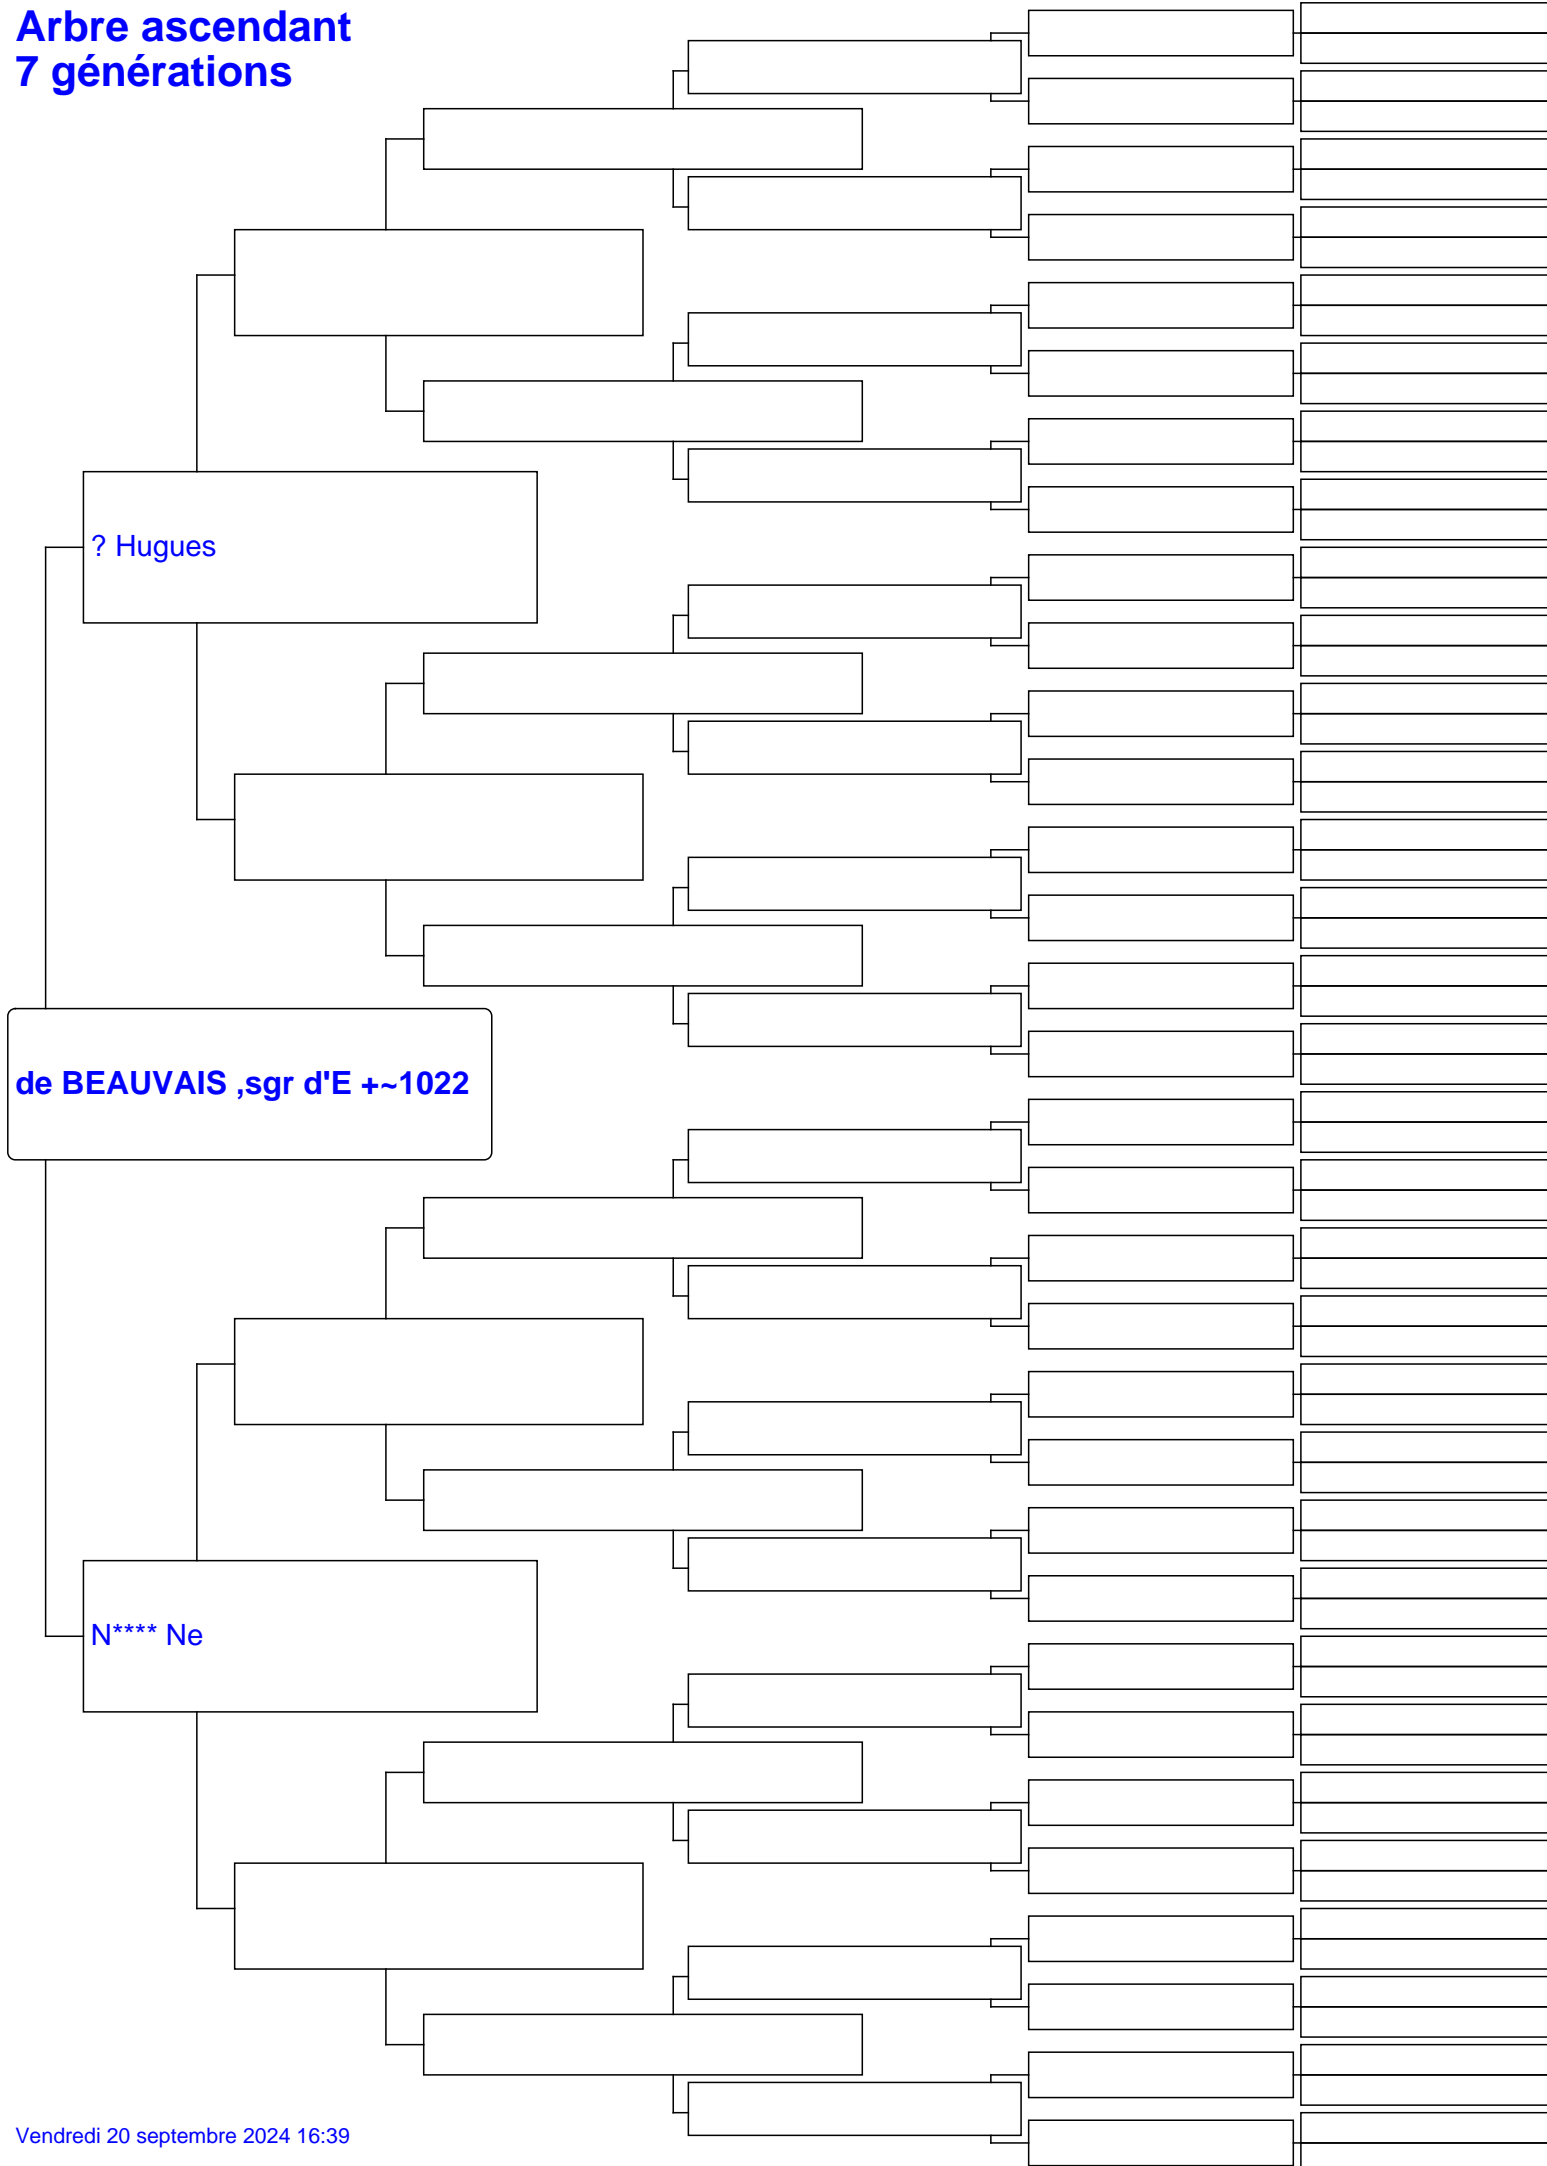 Arbre ascendant
7 générations
? Hugues
de BEAUVAIS ,sgr d'E +~1022
N**** Ne
Vendredi 20 septembre 2024 16:39